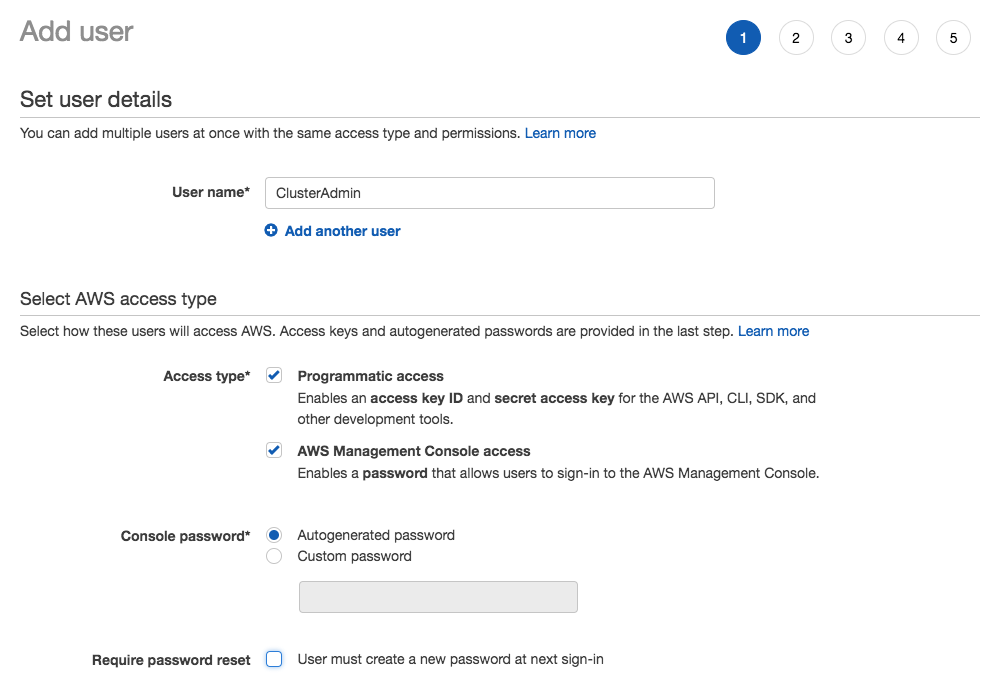 Add user
1 2 3 4 5
Set user details
You can add multiple users at once with the same access type and permissions. Learn more
User name* ClusterAdmin
Add another user
Select AWS access type
Select how these users will access AWS. Access keys and autogenerated passwords are provided in the last step. Learn more
Access type* Programmatic access
Enables an access key ID and secret access key for the AWS API, CLI, SDK, and
other development tools.
AWS Management Console access
Enables a password that allows users to sign-in to the AWS Management Console.
Console password* Autogenerated password
Custom password
Require password reset User must create a new password at next sign-in